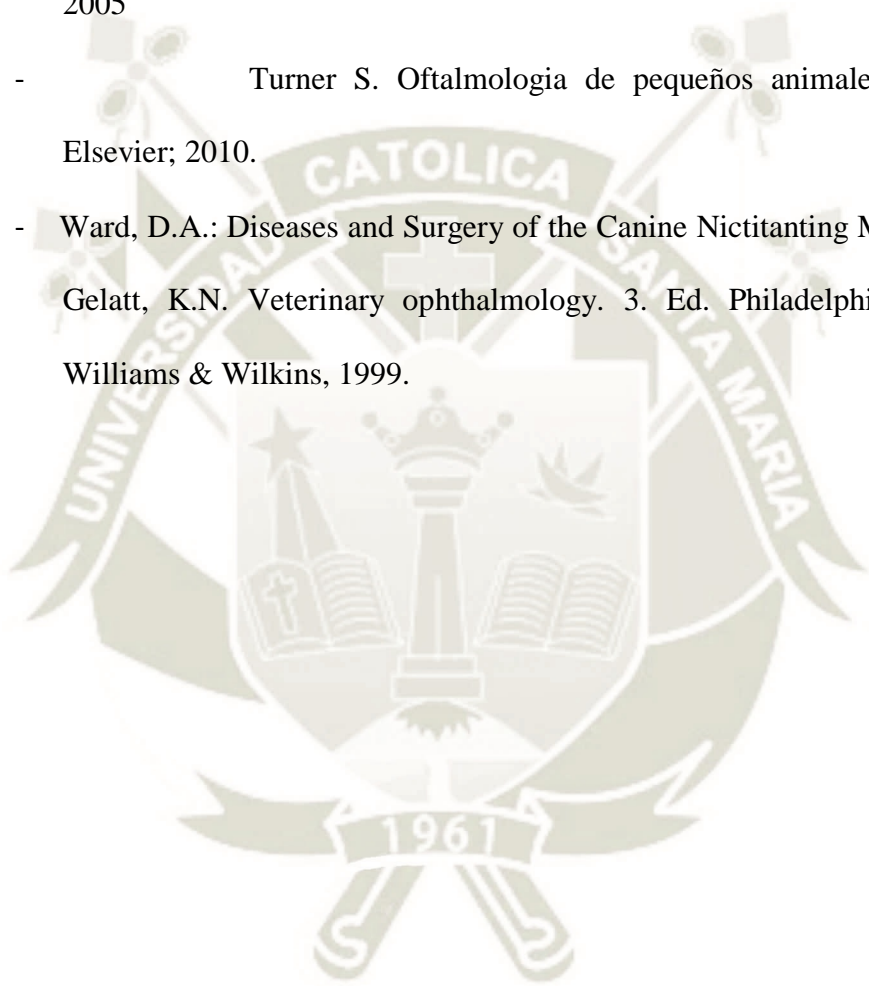 2005
- Turner S. Oftalmologia de pequeños animale
Elsevier; 2010.
- Ward, D.A.: Diseases and Surgery of the Canine Nictitanting M
Gelatt, K.N. Veterinary ophthalmology. 3. Ed. Philadelphi
Williams & Wilkins, 1999.
UNIVERSIDAD CATOLICA SANTA MARIA
1961